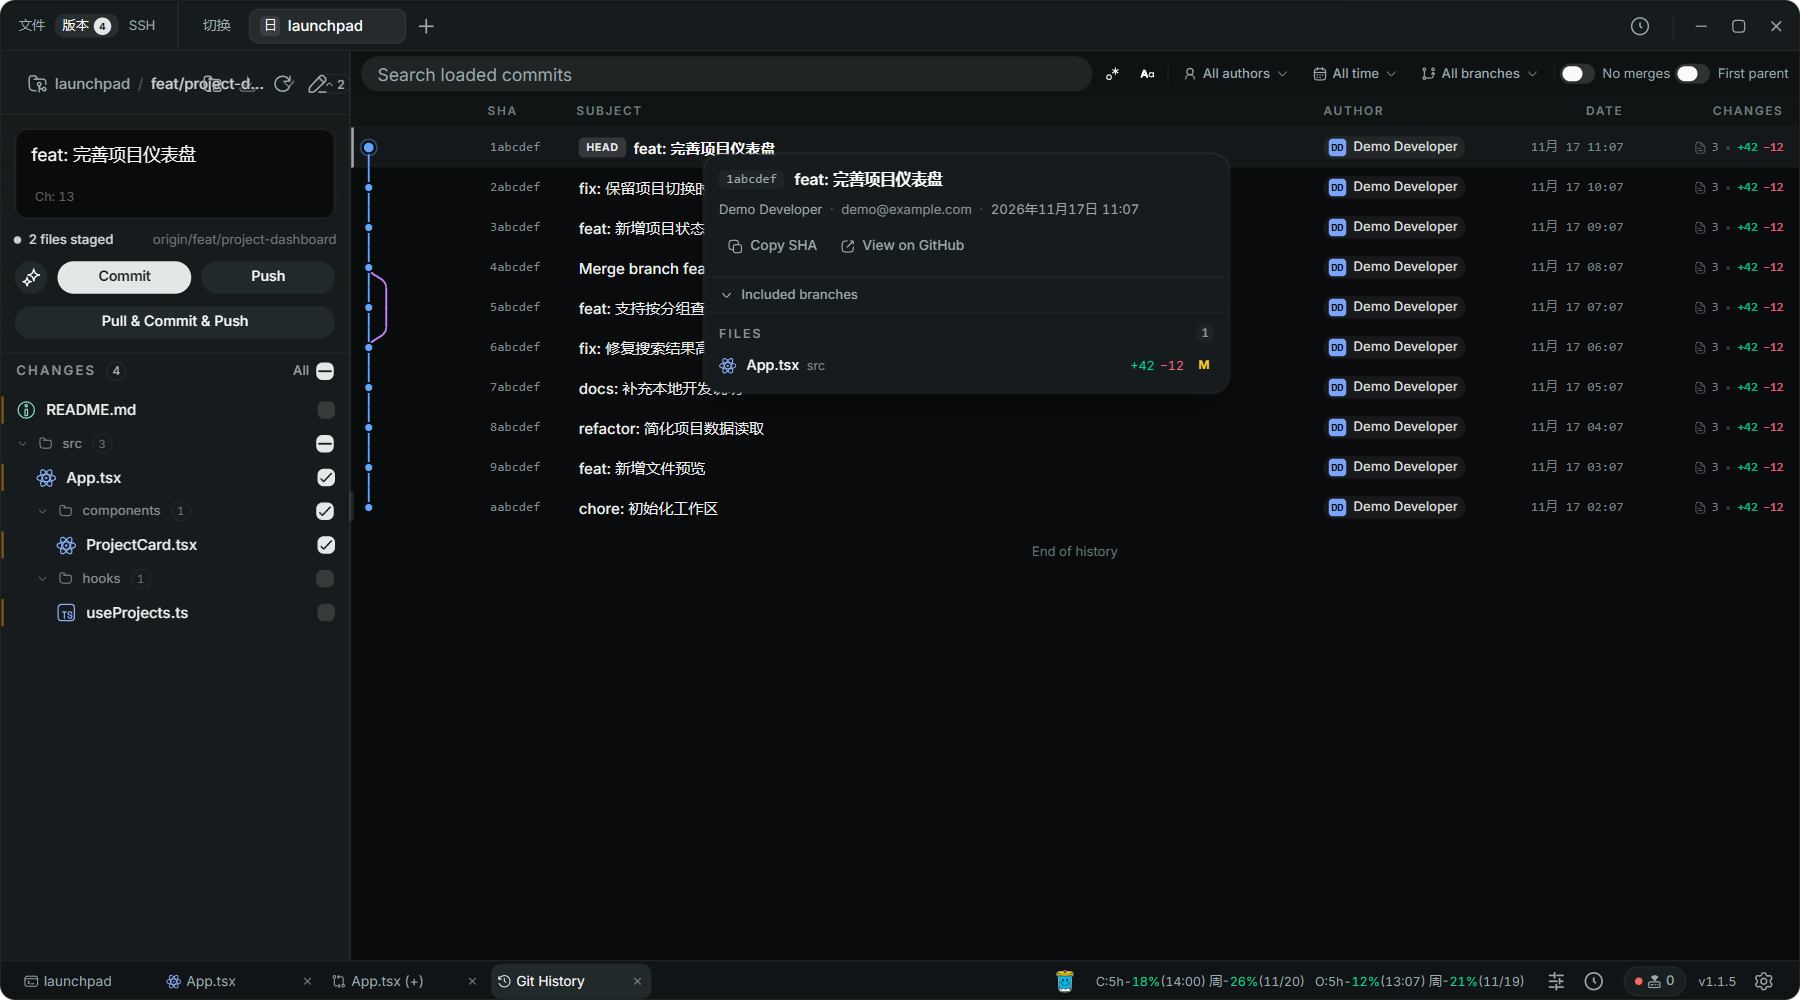 文件 版本 4 SSH 切换 launchpad
launchpad / feat/project-d... 2
Search loaded commits Aa All authors All time All branches No merges First parent
SHA SUBJECT AUTHOR DATE CHANGES
feat: 完善项目仪表盘
Ch: 13
2 files staged origin/feat/project-dashboard
Commit Push
Pull & Commit & Push
CHANGES 4 All
README.md
src 3
App.tsx
components 1
ProjectCard.tsx
hooks 1
TS useProjects.ts
1abcdef HEAD feat: 完善项目仪表盘 DD Demo Developer 11月 17 11:07 3 +42 −12
2abcdef fix: 保留项目切换 DD Demo Developer 11月 17 10:07 3 +42 −12
3abcdef feat: 新增项目状态 DD Demo Developer 11月 17 09:07 3 +42 −12
4abcdef Merge branch fea DD Demo Developer 11月 17 08:07 3 +42 −12
5abcdef feat: 支持按分组查 DD Demo Developer 11月 17 07:07 3 +42 −12
6abcdef fix: 修复搜索结果高 DD Demo Developer 11月 17 06:07 3 +42 −12
7abcdef docs: 补充本地开发 DD Demo Developer 11月 17 05:07 3 +42 −12
8abcdef refactor: 简化项目数据读取 DD Demo Developer 11月 17 04:07 3 +42 −12
9abcdef feat: 新增文件预览 DD Demo Developer 11月 17 03:07 3 +42 −12
aabcdef chore: 初始化工作区 DD Demo Developer 11月 17 02:07 3 +42 −12
End of history
1abcdef feat: 完善项目仪表盘
Demo Developer · demo@example.com · 2026年11月17日 11:07
Copy SHA View on GitHub
Included branches
FILES 1
App.tsx src +42 −12 M
launchpad App.tsx App.tsx (+) Git History C:5h-18%(14:00) 周-26%(11/20) O:5h-12%(13:07) 周-21%(11/19) 0 v1.1.5